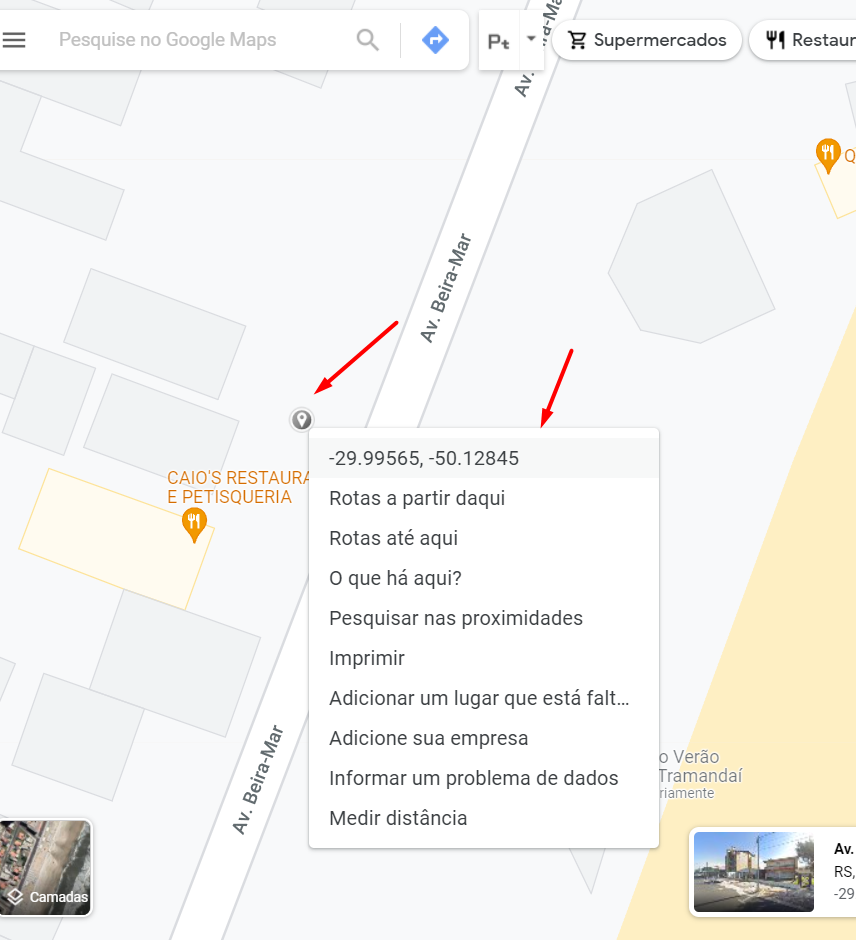 Pesquise no Google Maps
Pt
Supermercados
Restaur
Av. Beira-Mar
Q
Av. Beira-Mar
-29.99565, -50.12845
Rotas a partir daqui
Rotas até aqui
O que há aqui?
Pesquisar nas proximidades
Imprimir
Adicionar um lugar que está falt...
Adicione sua empresa
Informar um problema de dados
Medir distância
CAIO'S RESTAURA
E PETISQUERIA
Av. Beira-Mar
o Verão
Tramandaí
riamente
Camadas
Av.
RS,
-29